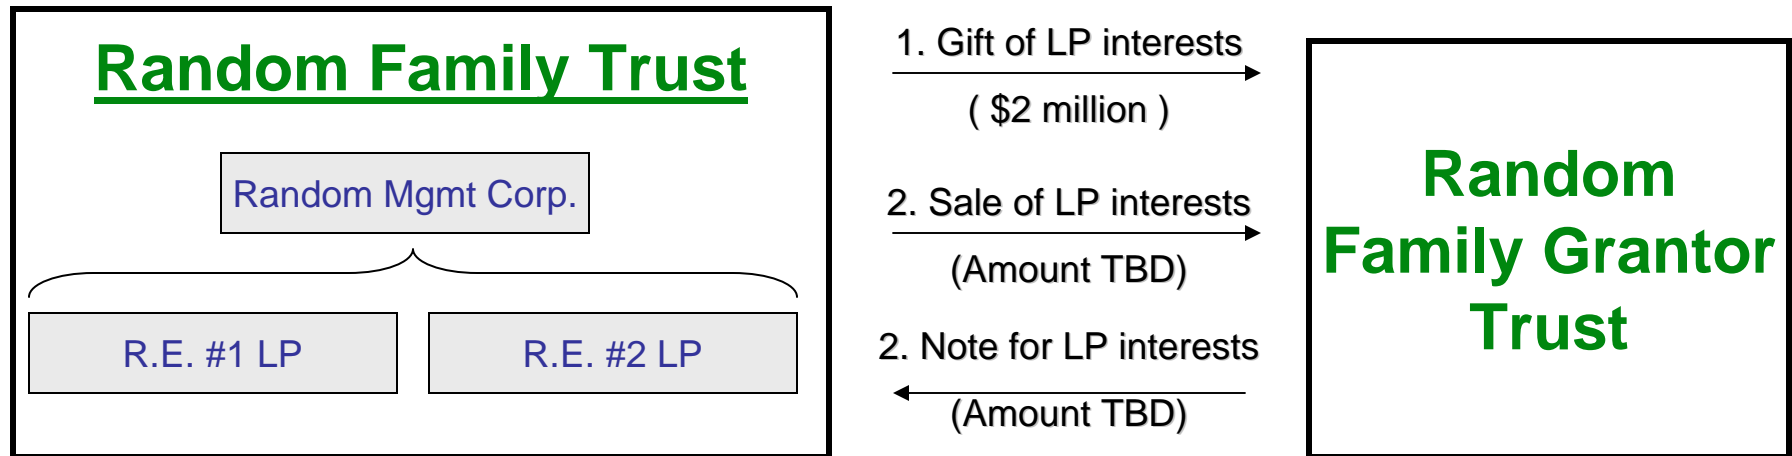 Random Family Trust
Random Mgmt Corp.
R.E. #1 LP
R.E. #2 LP
1. Gift of LP interests
( $2 million )
2. Sale of LP interests
(Amount TBD)
2. Note for LP interests
(Amount TBD)
Random
Family Grantor
Trust